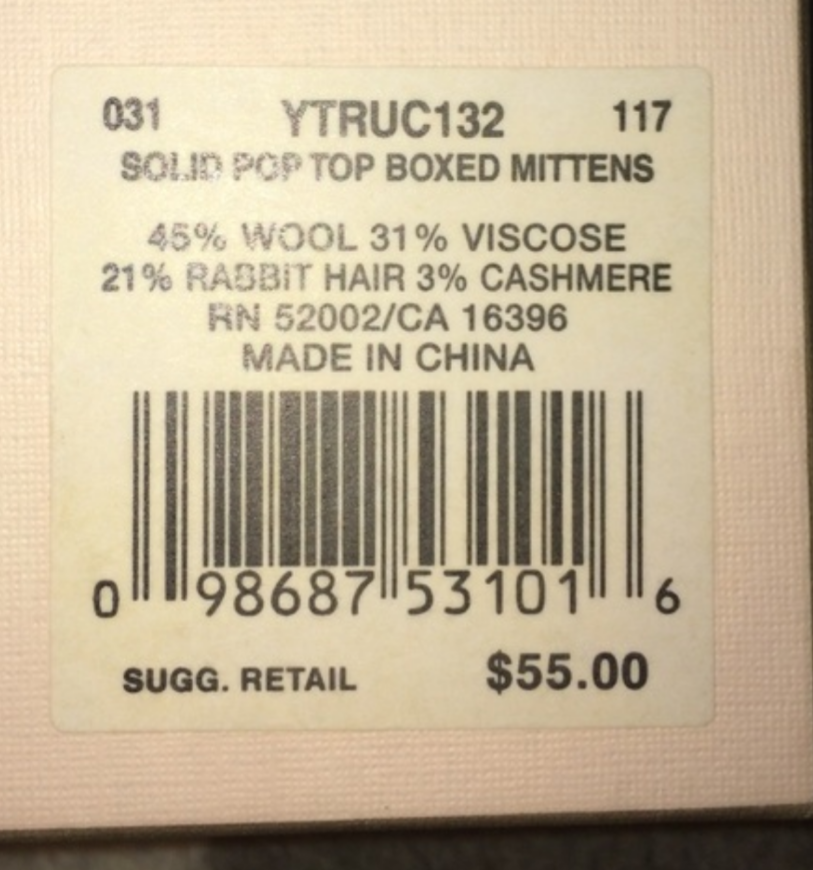 031 YTRUC132 117
SOLID POP TOP BOXED MITTENS
45% WOOL 31% VISCOSE
21% RABBIT HAIR 3% CASHMERE
RN 52002/CA 16396
MADE IN CHINA
0 98687 53101 6
SUGG. RETAIL $55.00